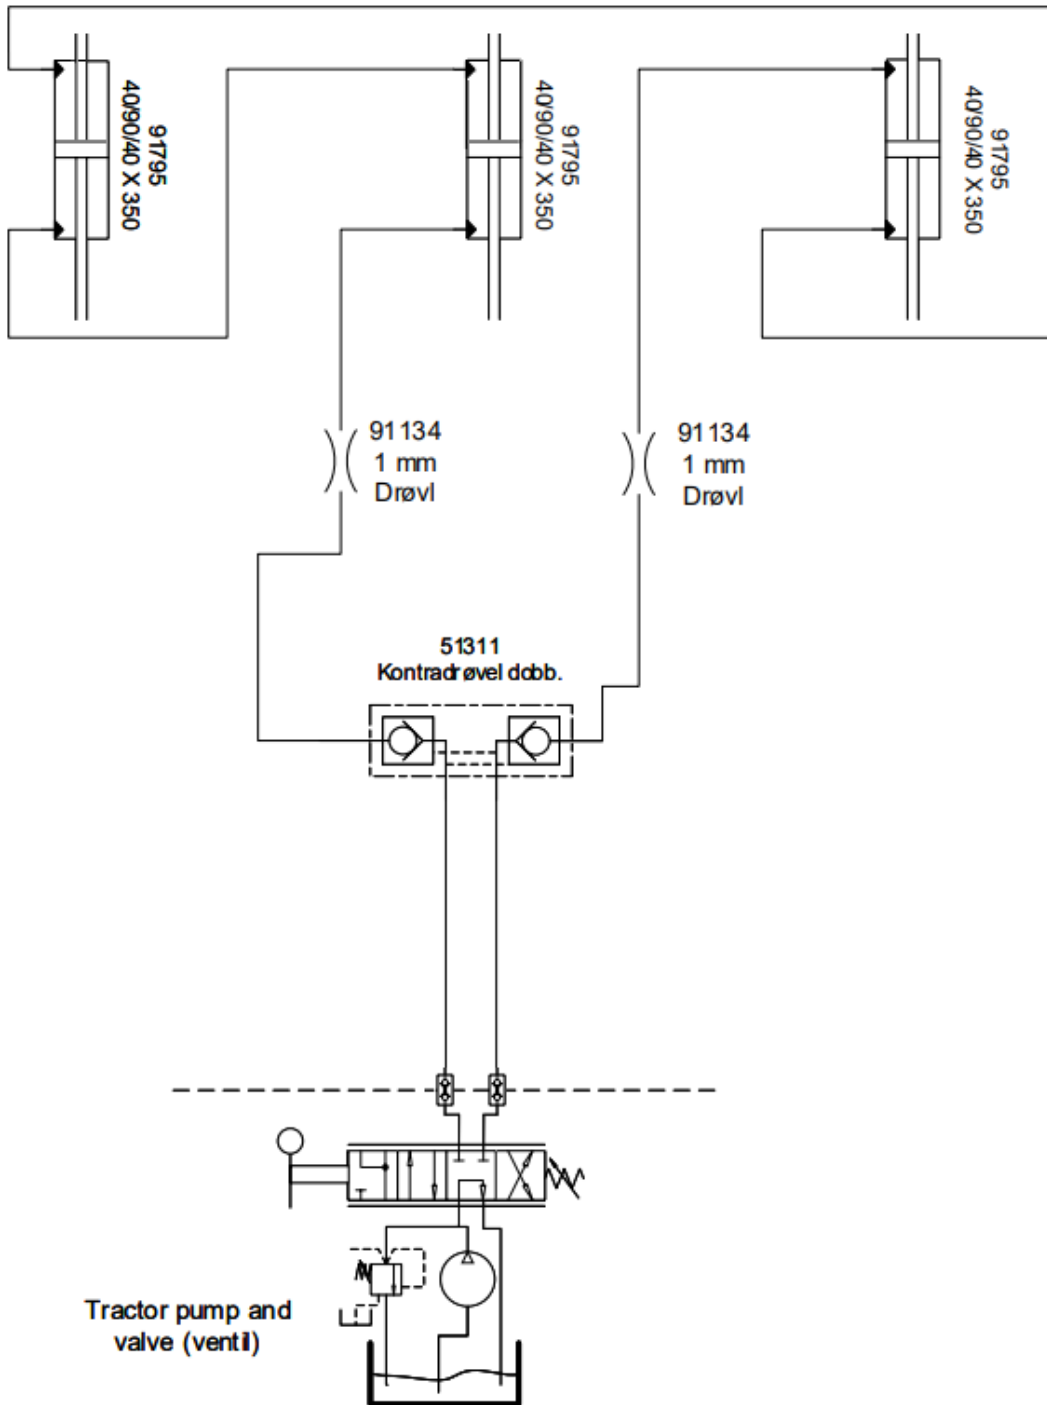 91795
40/90/40 X 350
91795
40/90/40 X 350
91795
40/90/40 X 350
91134
1 mm
Drøvl
91134
1 mm
Drøvl
51311
Kontradrøvel dobb.
Tractor pump and
valve (ventil)